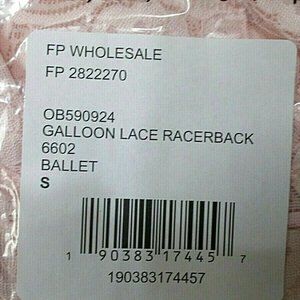 FP WHOLESALE
FP 2822270
OB590924
GALLOON LACE RACERBACK
6602
BALLET
S
1 90383 17445 7
190383174457